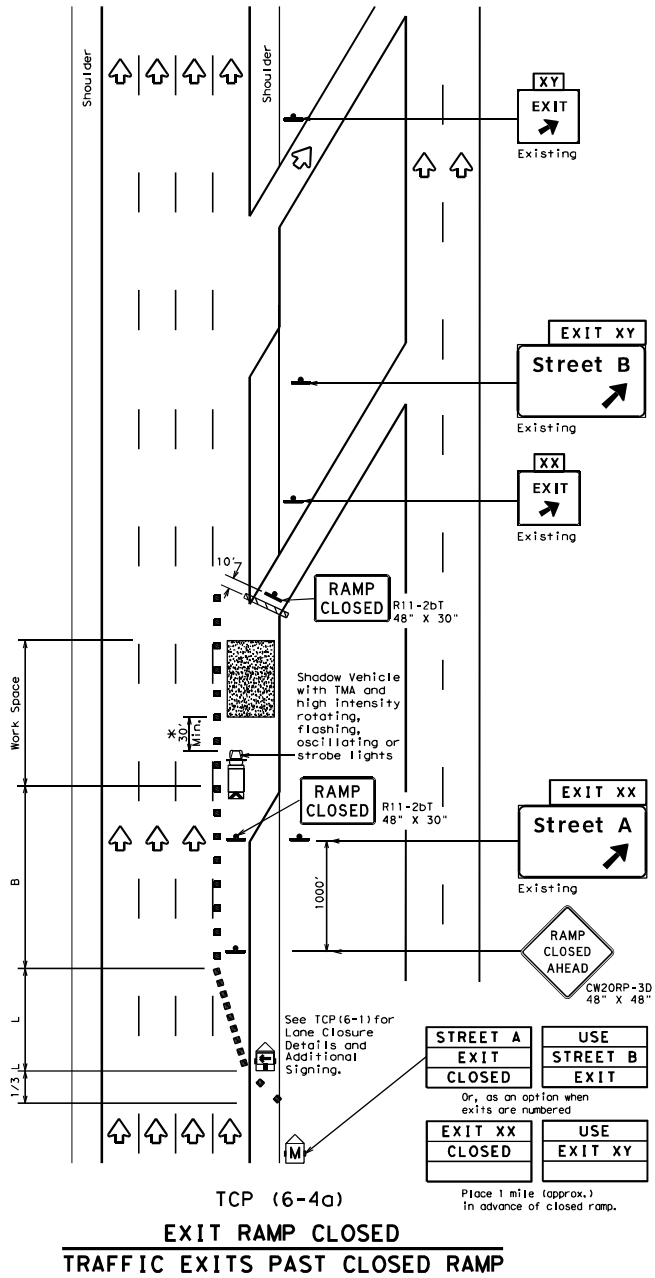 Shoulder
Shoulder
XY
EXIT
Existing
EXIT XY
Street B
Existing
XX
EXIT
Existing
10'
RAMP
CLOSED
R11-2bT
48" X 30"
Work Space
*
30'
Min.
Shadow Vehicle
with TMA and
high intensity
rotating,
flashing,
oscillating or
strobe lights
RAMP
CLOSED
R11-2bT
48" X 30"
EXIT XX
Street A
Existing
B
1000'
RAMP
CLOSED
AHEAD
CW20RP-3D
48" X 48"
L
1/3 L
See TCP(6-1)for
Lane Closure
Details and
Additional
Signing.
STREET A
EXIT
CLOSED
USE
STREET B
EXIT
Or, as an option when
exits are numbered
EXIT XX
CLOSED
USE
EXIT XY
M
Place 1 mile (approx.)
in advance of closed ramp.
TCP (6-4a)
EXIT RAMP CLOSED
TRAFFIC EXITS PAST CLOSED RAMP